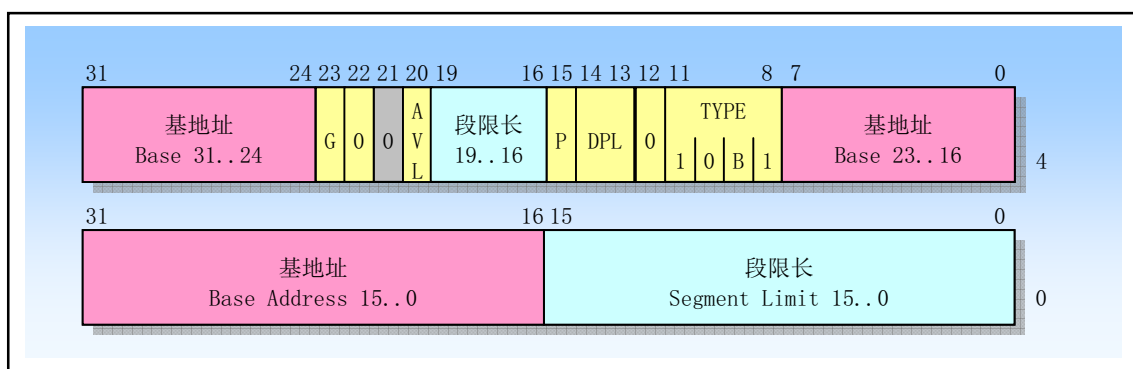 31 24 23 22 21 20 19 16 15 14 13 12 11 8 7 0
基地址
Base 31..24
G
0
0
AVL
段限长
19..16
P
DPL
0
TYPE
1 0 B 1
基地址
Base 23..16
4
31 16 15 0
基地址
Base Address 15..0
段限长
Segment Limit 15..0
0